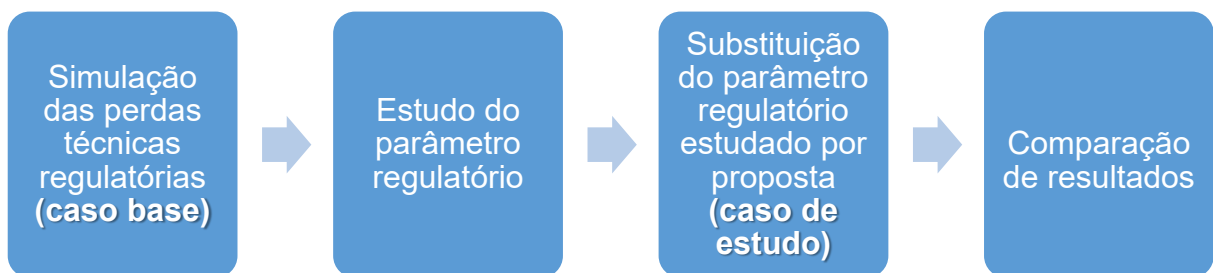 Simulação
das perdas
técnicas
regulatórias
(caso base)
Estudo do
parâmetro
regulatório
Substituição
do parâmetro
regulatório
estudado por
proposta
(caso de
estudo)
Comparação
de resultados